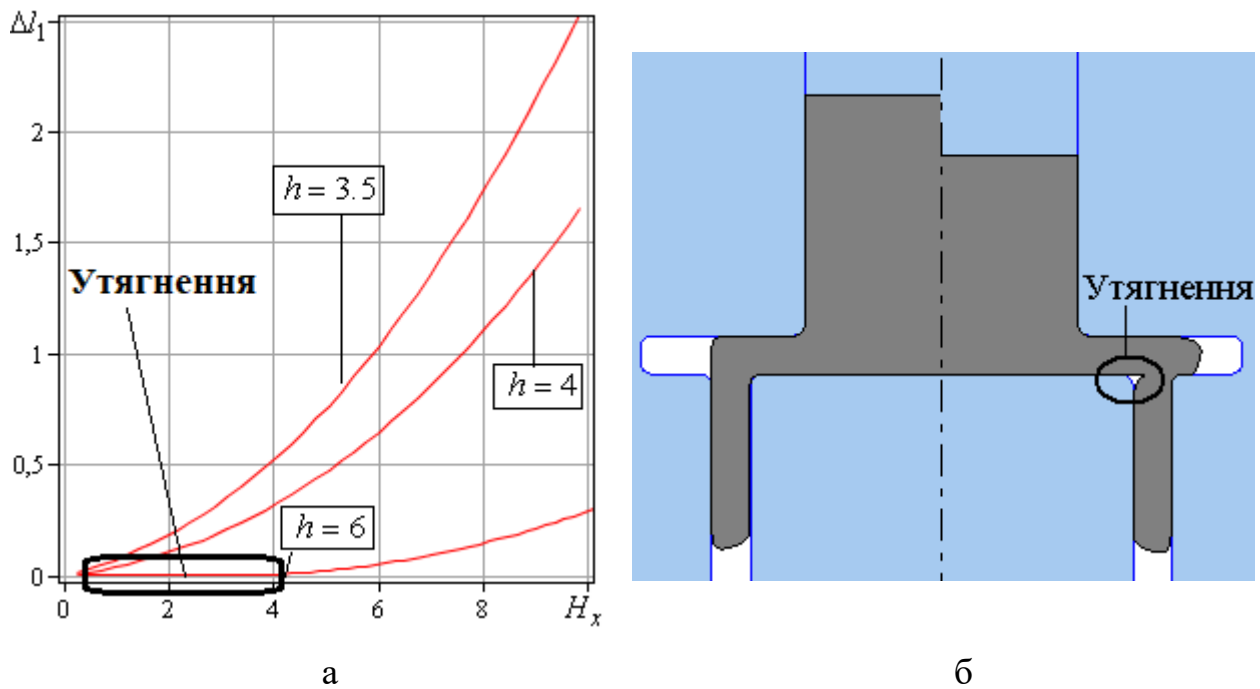 Δl₁
2
1,5
1
0,5
0
0
2
4
6
8
Hₓ
h = 3.5
h = 4
h = 6
Утягнення
Утягнення
а
б